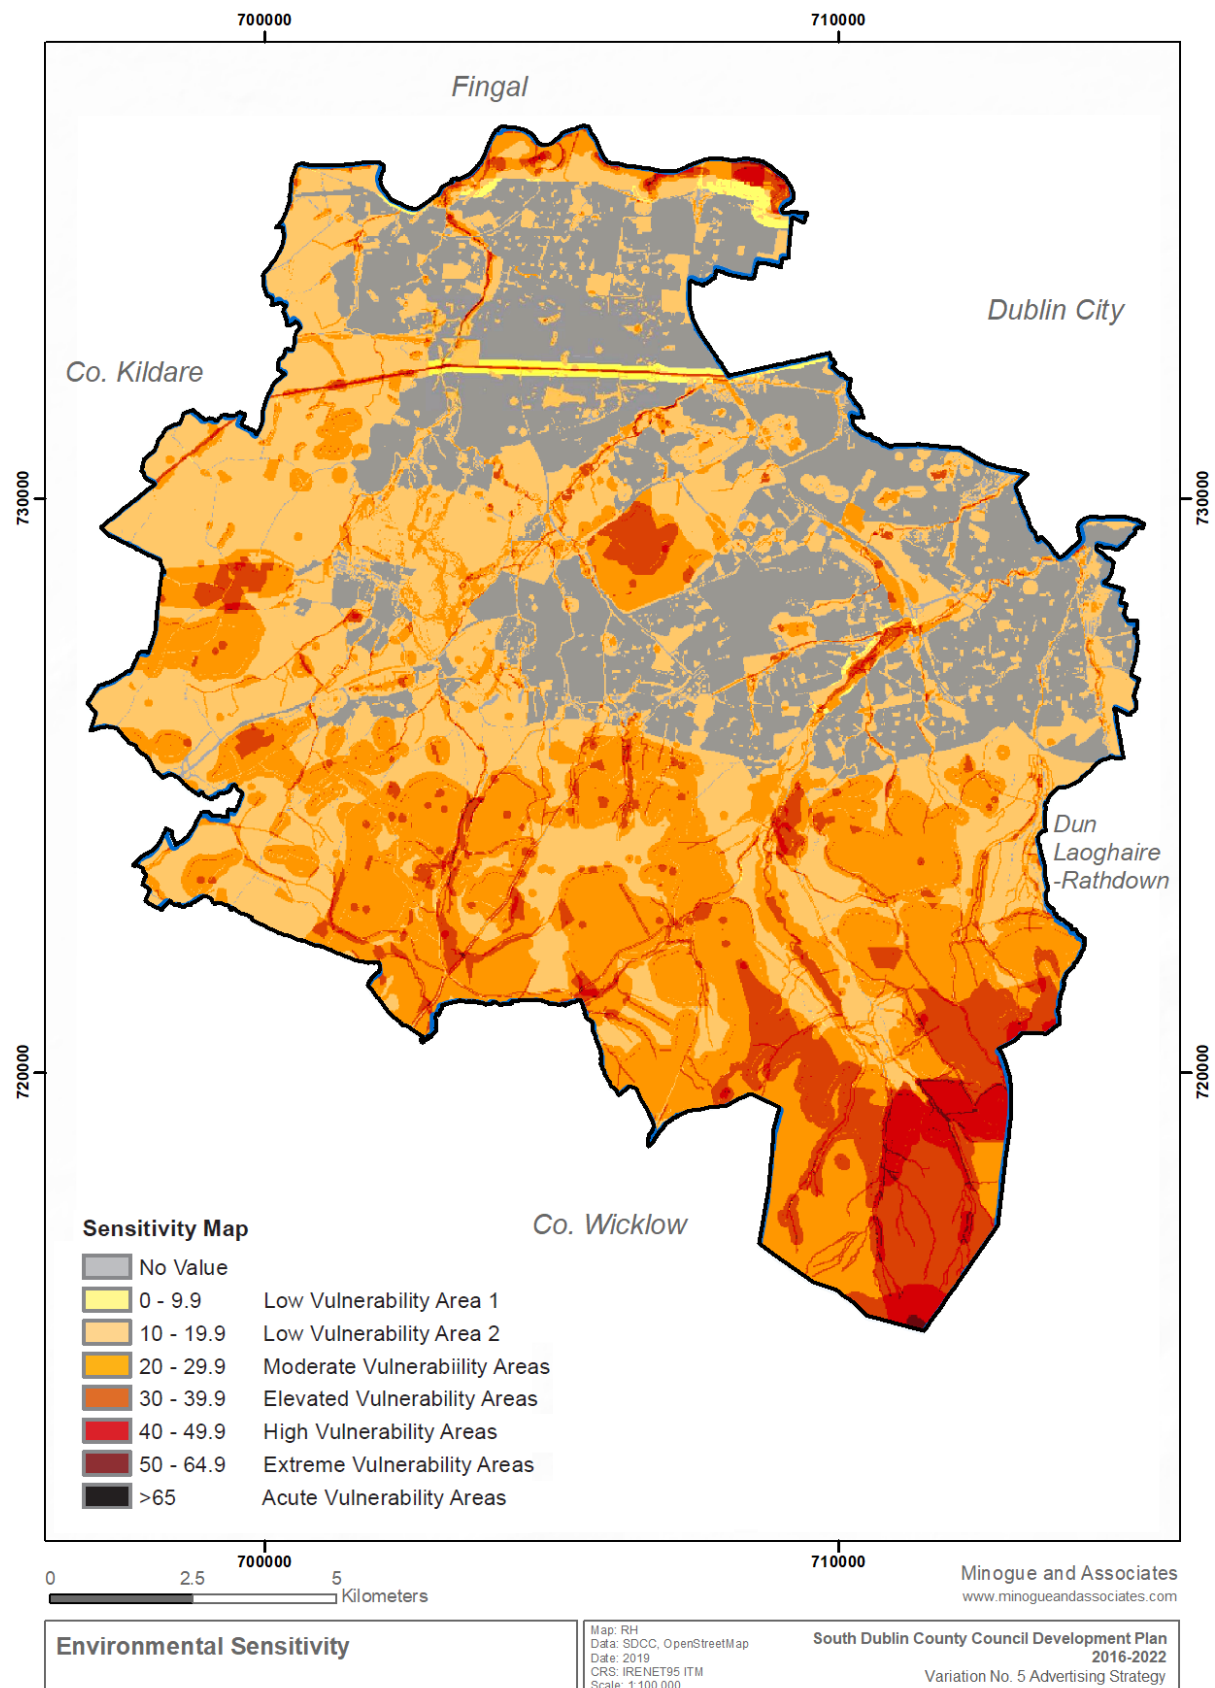 700000
710000
Fingal
Dublin City
Co. Kildare
730000
730000
Dun
Laoghaire
-Rathdown
720000
720000
Co. Wicklow
Sensitivity Map
No Value
0 - 9.9 Low Vulnerability Area 1
10 - 19.9 Low Vulnerability Area 2
20 - 29.9 Moderate Vulnerabiility Areas
30 - 39.9 Elevated Vulnerability Areas
40 - 49.9 High Vulnerability Areas
50 - 64.9 Extreme Vulnerability Areas
>65 Acute Vulnerability Areas
700000
710000
0 2.5 5
Kilometers
Minogue and Associates
www.minogueandassociates.com
Environmental Sensitivity
Map: RH
Data: SDCC, OpenStreetMap
Date: 2019
CRS: IRENET95 ITM
Scale: 1:100,000
South Dublin County Council Development Plan
2016-2022
Variation No. 5 Advertising Strategy